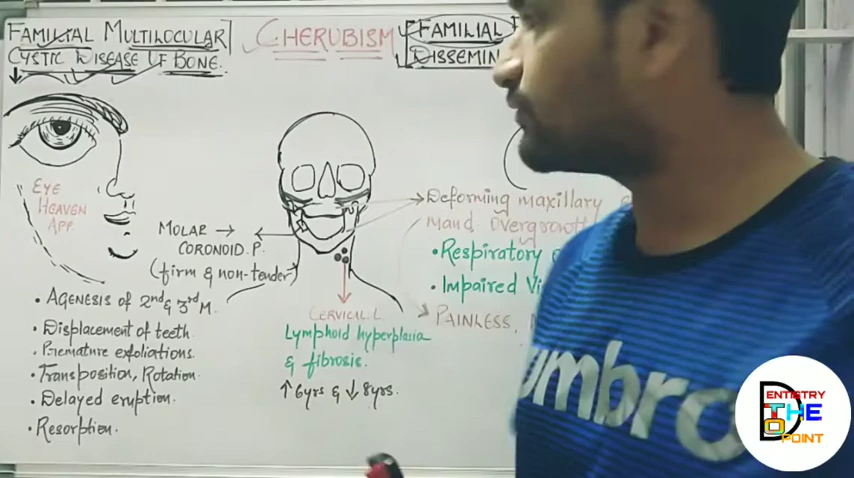 FAMILIAL MULTILOCULAR
CYSTIC DISEASE OF BONE.
CHERUBISM
FAMILIAL
DISSEMIN
EYE
HEAVEN
APP.
MOLAR →
CORONOID. P.
(firm & non-tender)
• AGENESIS OF 2nd & 3rd M.
• Displacement of teeth
• Premature exfoliations.
• Transposition, Rotation.
• Delayed eruption.
• Resorption.
CERVICAL. L
Lymphoid hyperplasia
& fibrosis.
↑ 6yrs & ↓ 8yrs.
Deforming maxillary
mand. overgrowth
• Respiratory
• Impaired Vi
PAINLESS,
umbro
DENTISTRY
THE
POINT